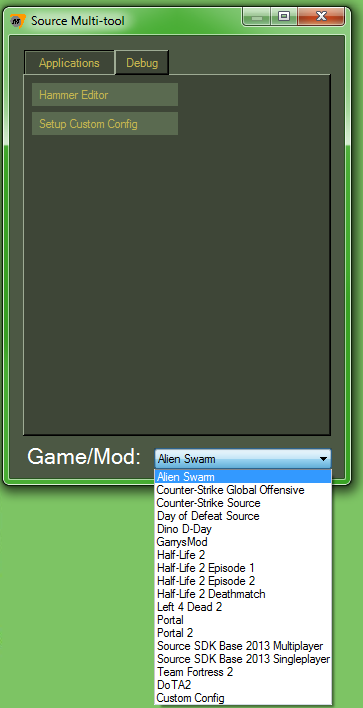 Source Multi-tool
Applications
Debug
Hammer Editor
Setup Custom Config
Game/Mod:
Alien Swarm
Alien Swarm
Counter-Strike Global Offensive
Counter-Strike Source
Day of Defeat Source
Dino D-Day
GarrysMod
Half-Life 2
Half-Life 2 Episode 1
Half-Life 2 Episode 2
Half-Life 2 Deathmatch
Left 4 Dead 2
Portal
Portal 2
Source SDK Base 2013 Multiplayer
Source SDK Base 2013 Singleplayer
Team Fortress 2
DoTA2
Custom Config